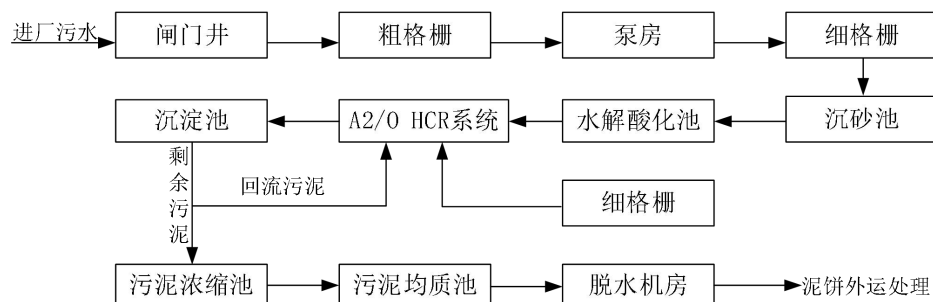 进厂污水
闸门井
粗格栅
泵房
细格栅
沉淀池
A2/O HCR系统
水解酸化池
沉砂池
剩余污泥
回流污泥
细格栅
污泥浓缩池
污泥均质池
脱水机房
泥饼外运处理